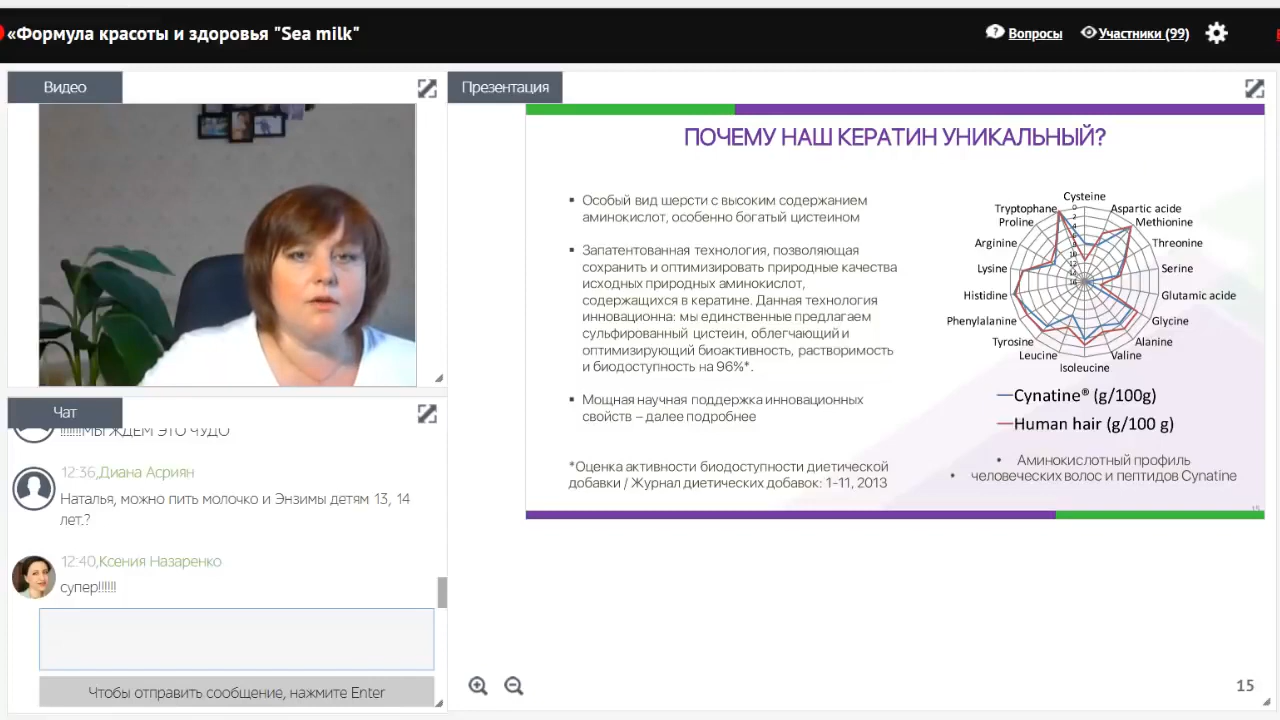 «Формула красоты и здоровья "Sea milk"
Вопросы
Участники (99)
Видео
Презентация
ПОЧЕМУ НАШ КЕРАТИН УНИКАЛЬНЫЙ?
Особый вид шерсти с высоким содержанием
аминокислот, особенно богатый цистеином
Запатентованная технология, позволяющая
сохранить и оптимизировать природные качества
исходных природных аминокислот,
содержащихся в кератине. Данная технология
инновационна: мы единственные предлагаем
сульфированный цистеин, облегчающий и
оптимизирующий биоактивность, растворимость
и биодоступность на 96%*.
Мощная научная поддержка инновационных
свойств – далее подробнее
*Оценка активности биодоступности диетической
добавки / Журнал диетических добавок: 1-11, 2013
Cysteine
Aspartic acide
Methionine
Threonine
Serine
Glutamic acide
Glycine
Alanine
Valine
Isoleucine
Leucine
Tyrosine
Phenylalanine
Histidine
Lysine
Arginine
Proline
Tryptophane
Cynatine® (g/100g)
Human hair (g/100 g)
• Аминокислотный профиль
• человеческих волос и пептидов Cynatine
15
Чат
!!!!!!!МЫ ЖДЕМ ЭТО ЧУДО
12:36,Диана Асриян
Наталья, можно пить молочко и Энзимы детям 13, 14
лет.?
12:40,Ксения Назаренко
супер!!!!!!
Чтобы отправить сообщение, нажмите Enter
15